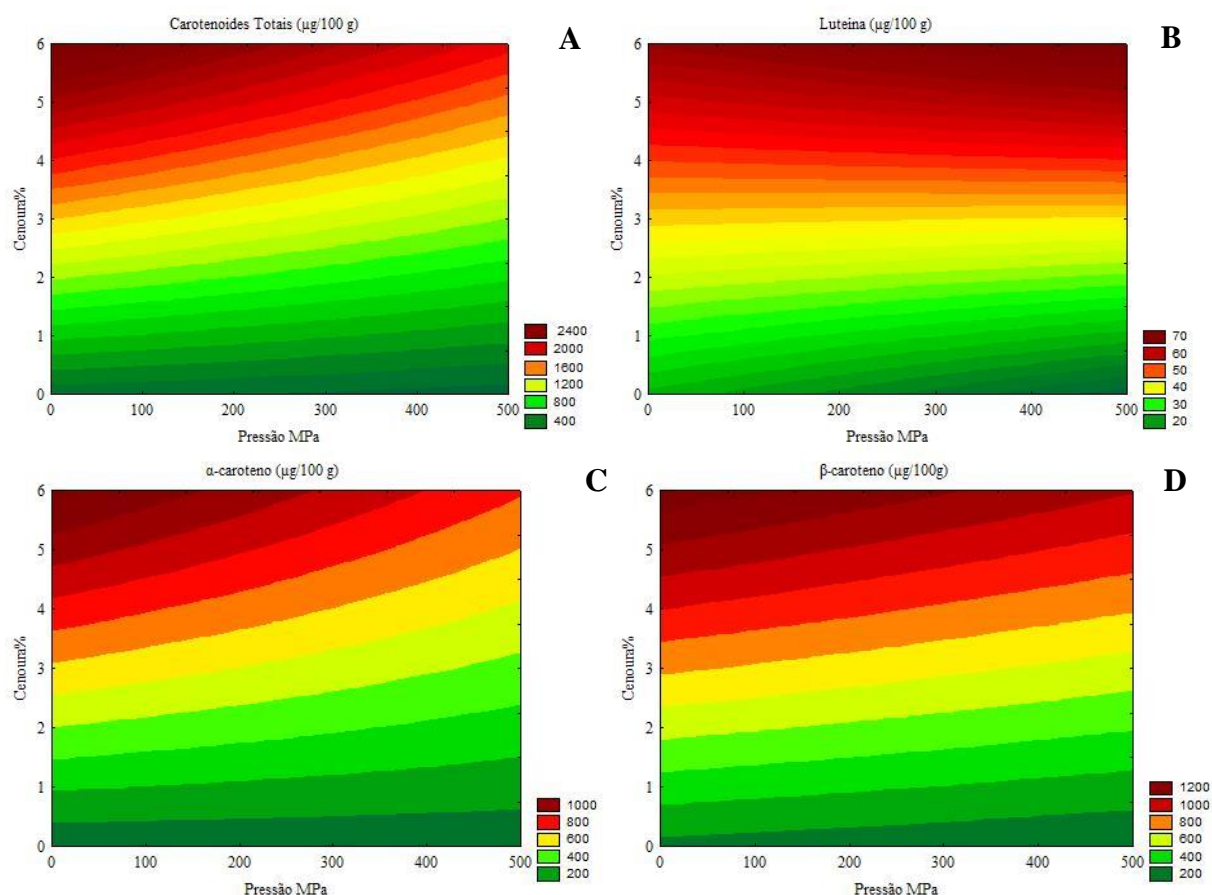 Carotenoides Totais (µg/100 g)
A
6
5
4
3
2
1
0
Cenoura%
0 100 200 300 400 500
Pressão MPa
2400
2000
1600
1200
800
400
Luteína (µg/100 g)
B
6
5
4
3
2
1
0
Cenoura%
0 100 200 300 400 500
Pressão MPa
70
60
50
40
30
20
α-caroteno (µg/100 g)
C
6
5
4
3
2
1
0
Cenoura%
0 100 200 300 400 500
Pressão MPa
1000
800
600
400
200
β-caroteno (µg/100g)
D
6
5
4
3
2
1
0
Cenoura%
0 100 200 300 400 500
Pressão MPa
1200
1000
800
600
400
200